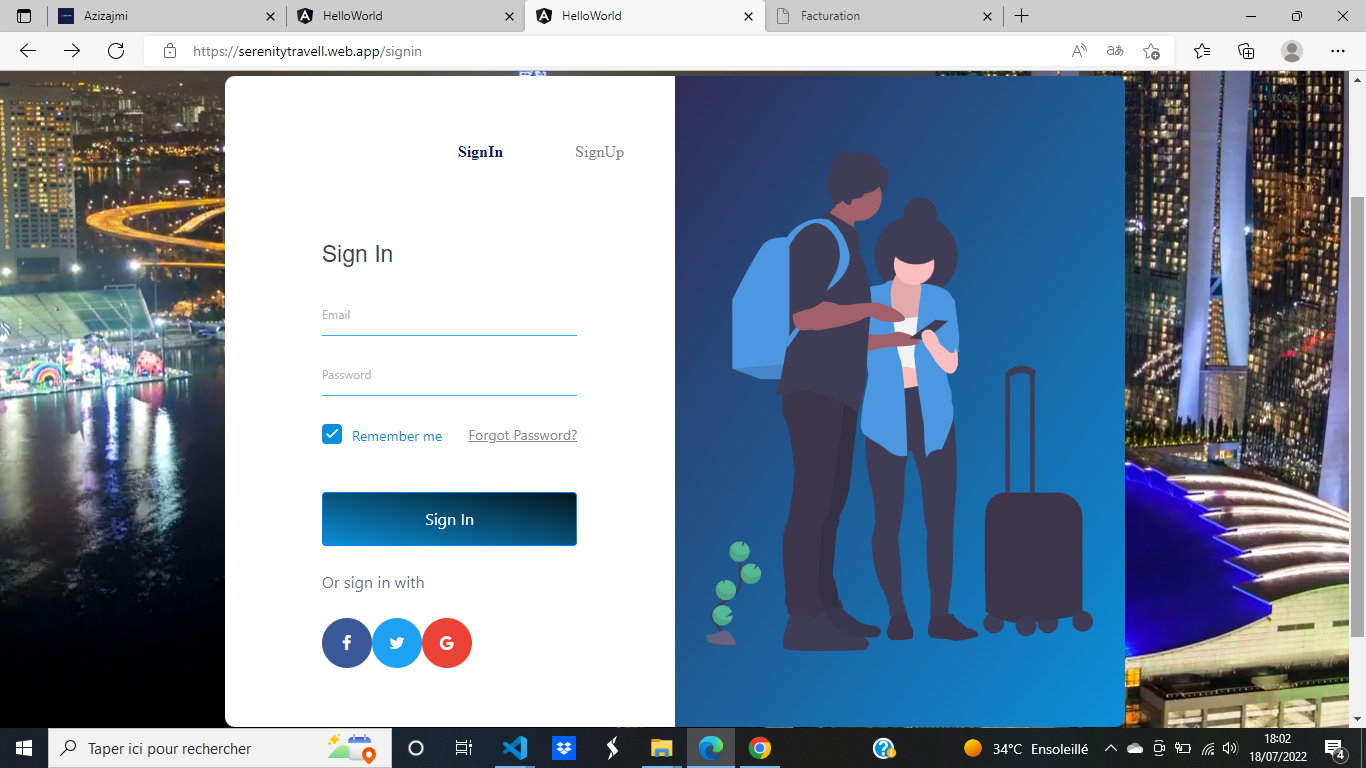 Azizajmi
HelloWorld
HelloWorld
Facturation
https://serenitytravell.web.app/signin
SignIn
SignUp
Sign In
Email
Password
Remember me
Forgot Password?
Sign In
Or sign in with
Taper ici pour rechercher
34°C Ensoleillé
18:02
18/07/2022
4